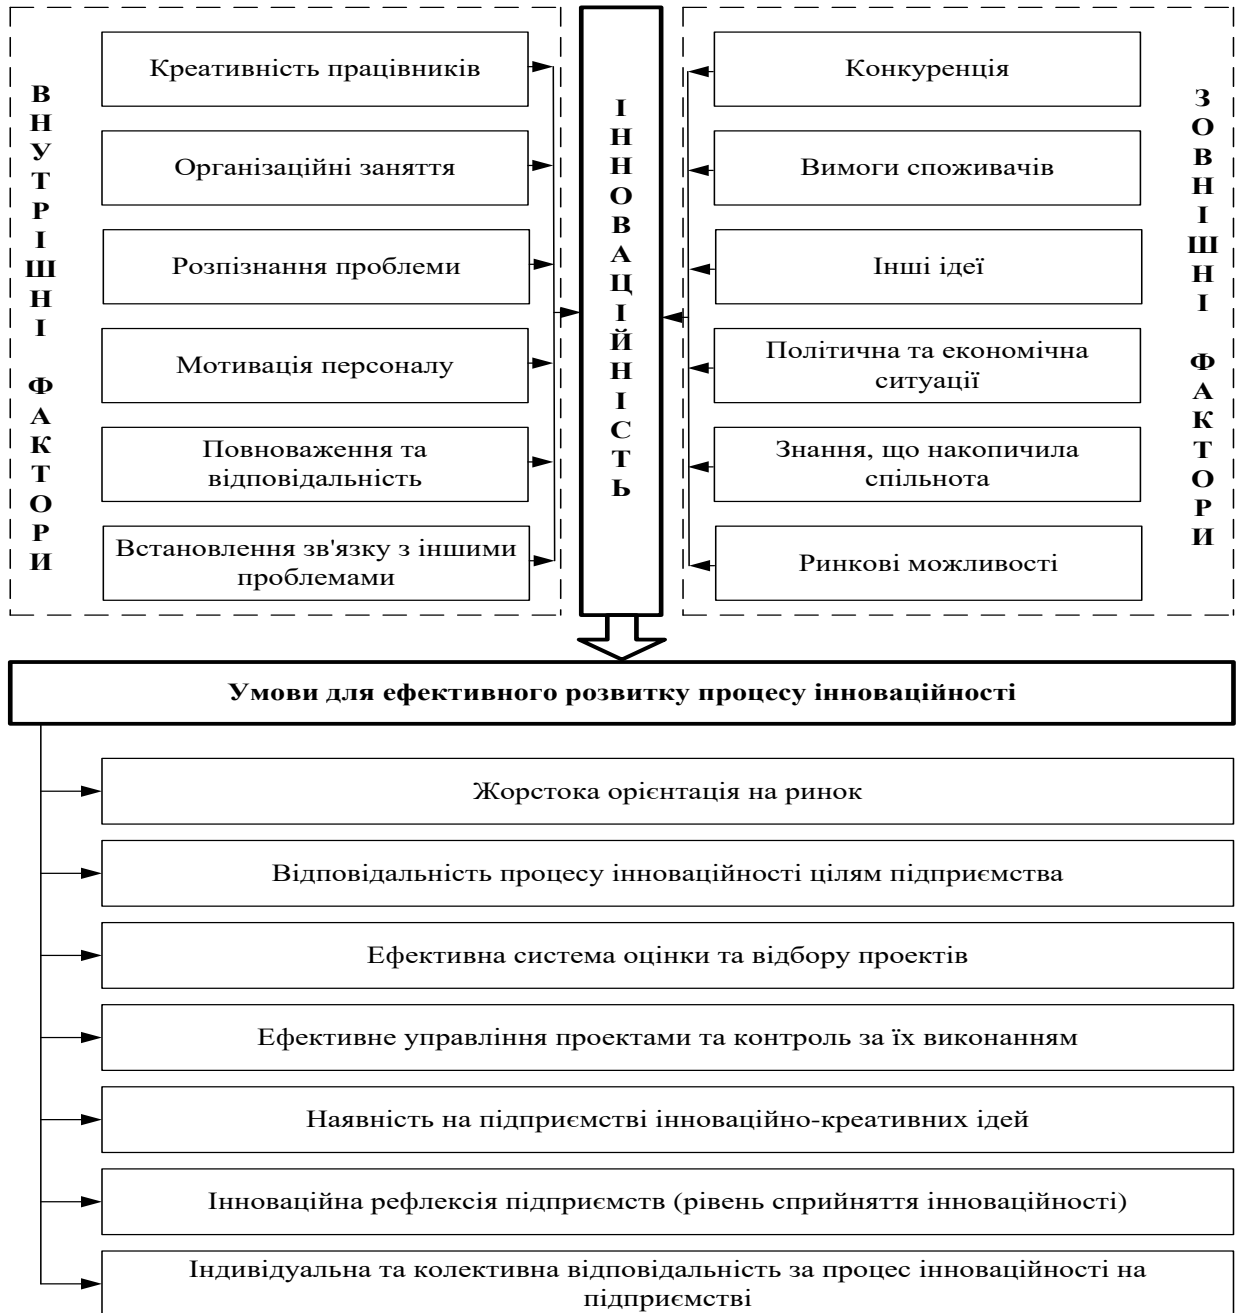 ВНУТРІШНІ ФАКТОРИ
Креативність працівників
Організаційні заняття
Розпізнання проблеми
Мотивація персоналу
Повноваження та
відповідальність
Встановлення зв'язку з іншими
проблемами
ІННОВАЦІЙНІСТЬ
Конкуренція
Вимоги споживачів
Інші ідеї
Політична та економічна
ситуації
Знання, що накопичила
спільнота
Ринкові можливості
ЗОВНІШНІ ФАКТОРИ
Умови для ефективного розвитку процесу інноваційності
Жорстока орієнтація на ринок
Відповідальність процесу інноваційності цілям підприємства
Ефективна система оцінки та відбору проектів
Ефективне управління проектами та контроль за їх виконанням
Наявність на підприємстві інноваційно-креативних ідей
Інноваційна рефлексія підприємств (рівень сприйняття інноваційності)
Індивідуальна та колективна відповідальність за процес інноваційності на
підприємстві